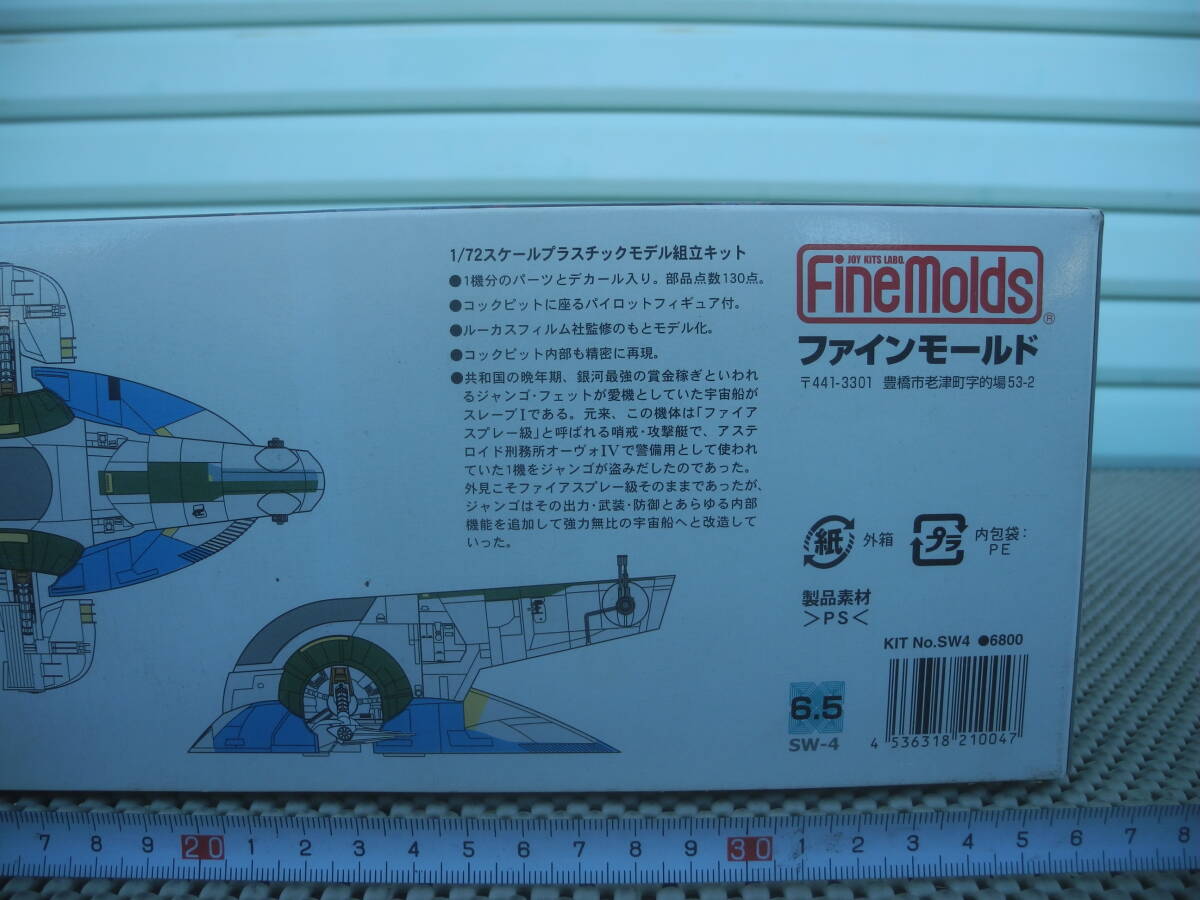 1/72スケールプラスチックモデル組立キット
●1機分のパーツとデカール入り。部品点数130点。
●コックピットに座るパイロットフィギュア付。
●ルーカスフィルム社監修のもとモデル化。
●コックピット内部も精密に再現。
●共和国の晩年期、銀河最強の賞金稼ぎといわれ
るジャンゴ・フェットが愛機としていた宇宙船が
スレーブIである。元来、この機体は「ファイア
スプレー級」と呼ばれる哨戒・攻撃艇で、アステ
ロイド刑務所オーヴォIVで警備用として使われ
ていた1機をジャンゴが盗みだしたのであった。
外見こそファイアスプレー級そのままであったが、
ジャンゴはその出力・武装・防御とあらゆる内部
機能を追加して強力無比の宇宙船へと改造して
いった。
JOY KITS LABO.
FineMolds
®
ファインモールド
〒441-3301 豊橋市老津町字的場53-2
紙 外箱
プラ 内包袋:
PE
製品素材
>PS<
KIT No.SW4 ●6800
6.5
SW-4
4 536318 210047
7 8 9 20 1 2 3 4 5 6 7 8 9 30 1 2 3 4 5 6 7 8